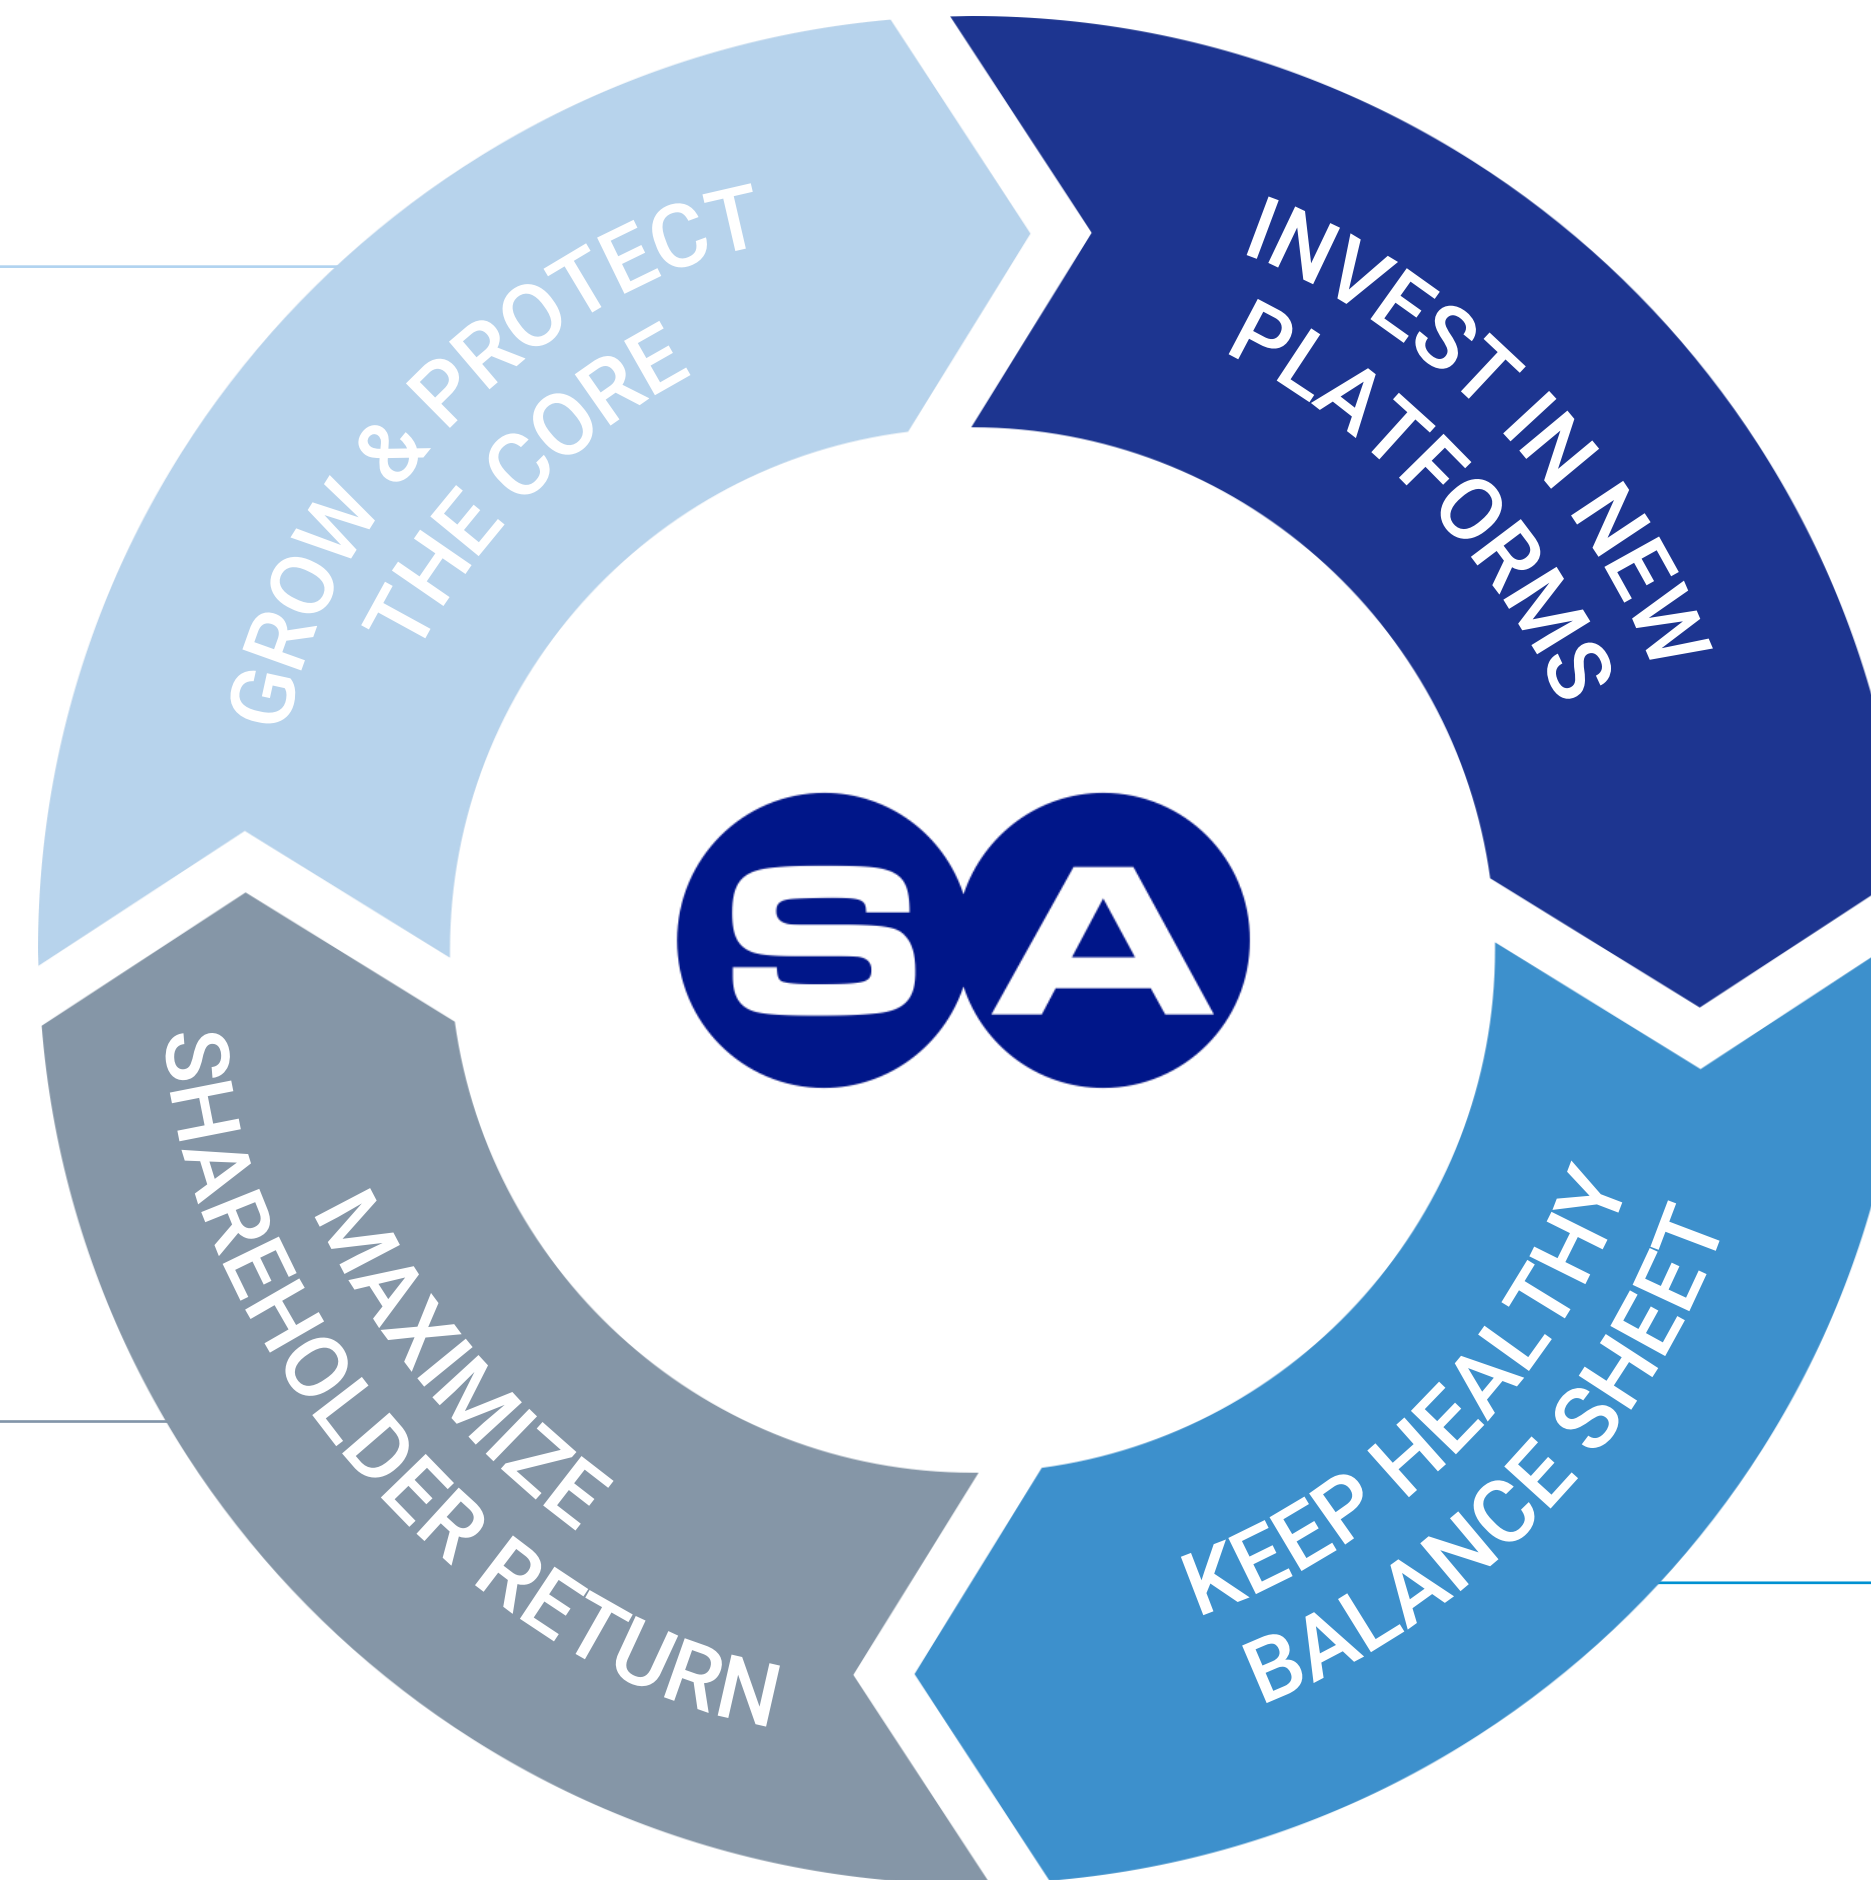 GROW & PROTECT
THE CORE
INVEST IN NEW
PLATFORMS
SA
MAXIMIZE
SHAREHOLDER RETURN
KEEP HEALTHY
BALANCE SHEET